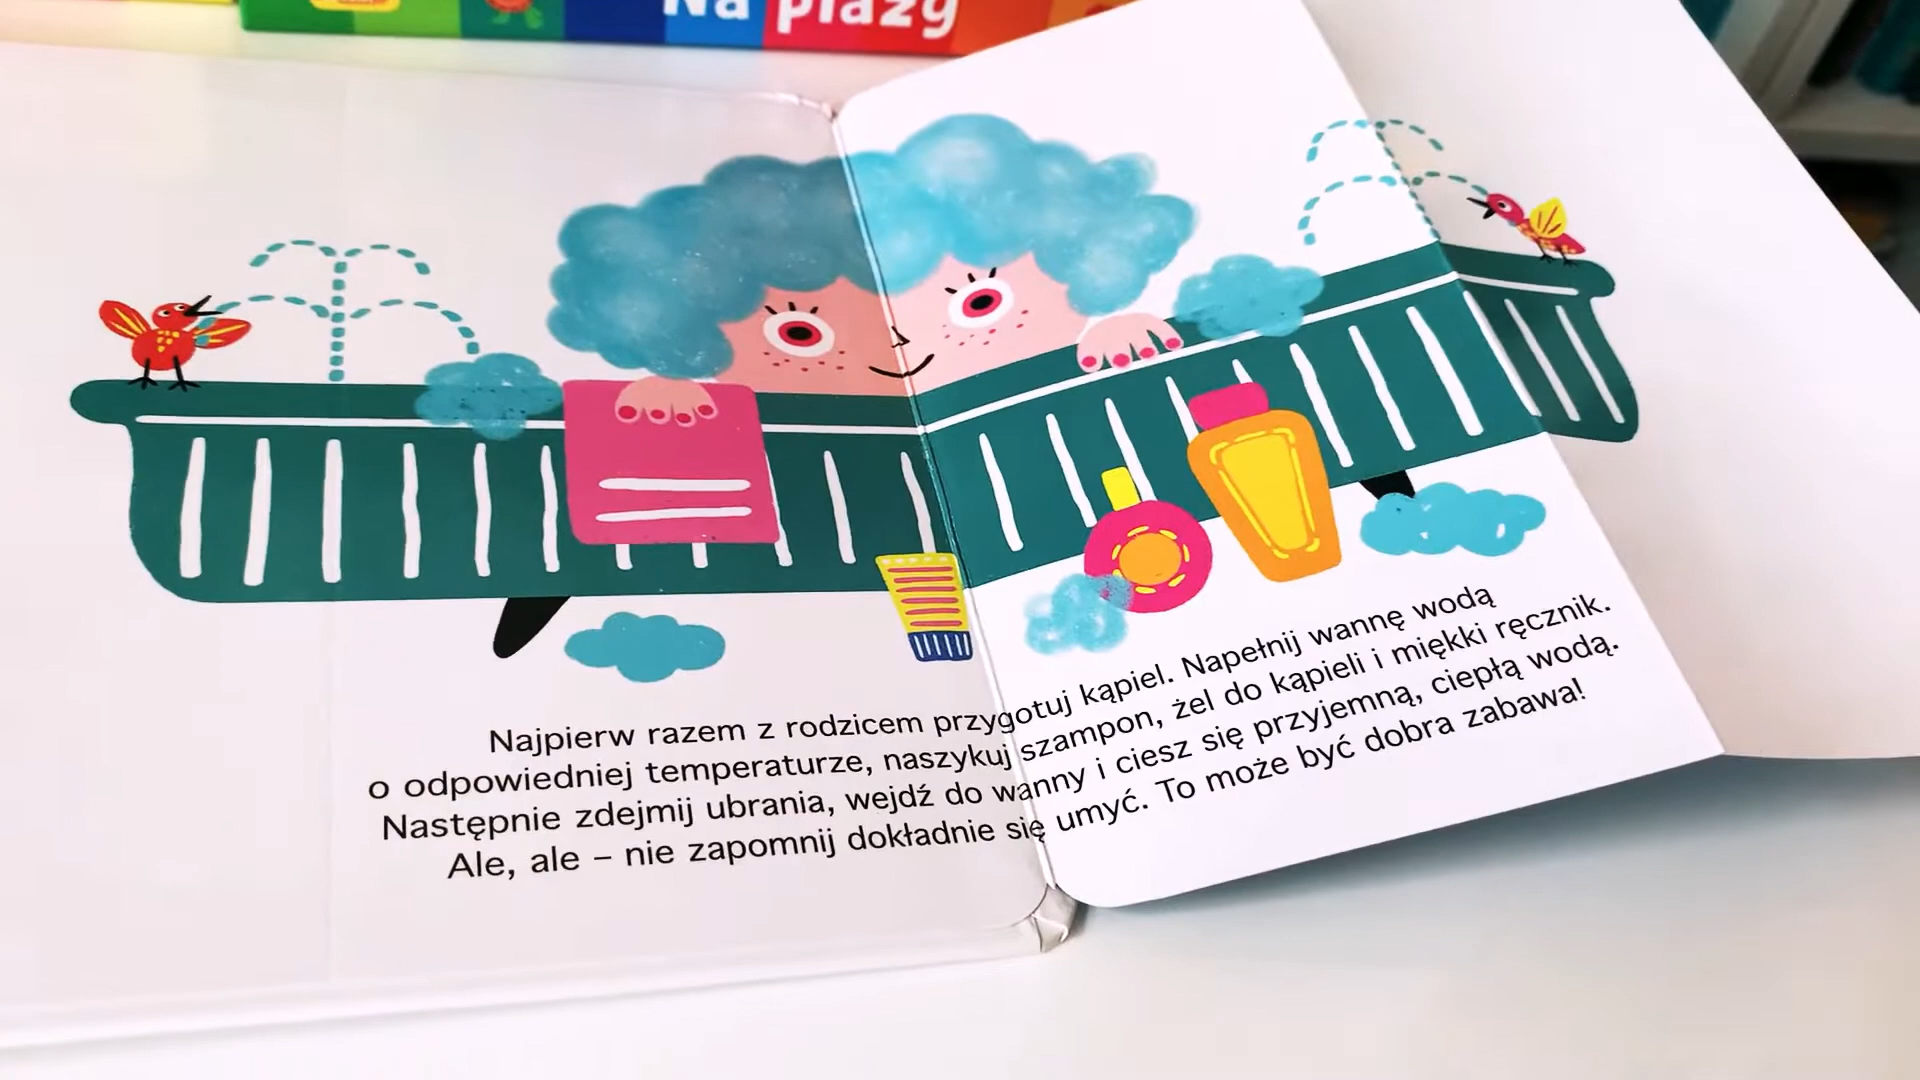 Na plaży
Najpierw razem z rodzicem przygotuj kąpiel. Napełnij wannę wodą
o odpowiedniej temperaturze, naszykuj szampon, żel do kąpieli i miękki ręcznik.
Następnie zdejmij ubrania, wejdź do wanny i ciesz się przyjemną, ciepłą wodą.
Ale, ale – nie zapomnij dokładnie się umyć. To może być dobra zabawa!